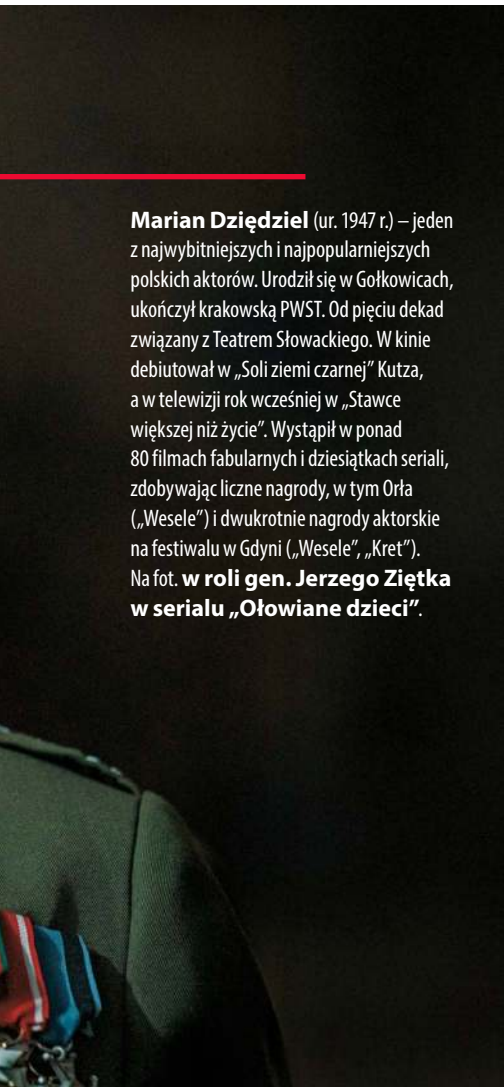 Marian Dziędziel (ur. 1947 r.) – jeden
z najwybitniejszych i najpopularniejszych
polskich aktorów. Urodził się w Gołkowicach,
ukończył krakowską PWST. Od pięciu dekad
związany z Teatrem Słowackiego. W kinie
debiutował w „Soli ziemi czarnej” Kutza,
a w telewizji rok wcześniej w „Stawce
większej niż życie”. Wystąpił w ponad
80 filmach fabularnych i dziesiątkach seriali,
zdobywając liczne nagrody, w tym Orła
(„Wesele”) i dwukrotnie nagrody aktorskie
na festiwalu w Gdyni („Wesele”, „Kret”).
Na fot. w roli gen. Jerzego Ziętka
w serialu „Ołowiane dzieci”.